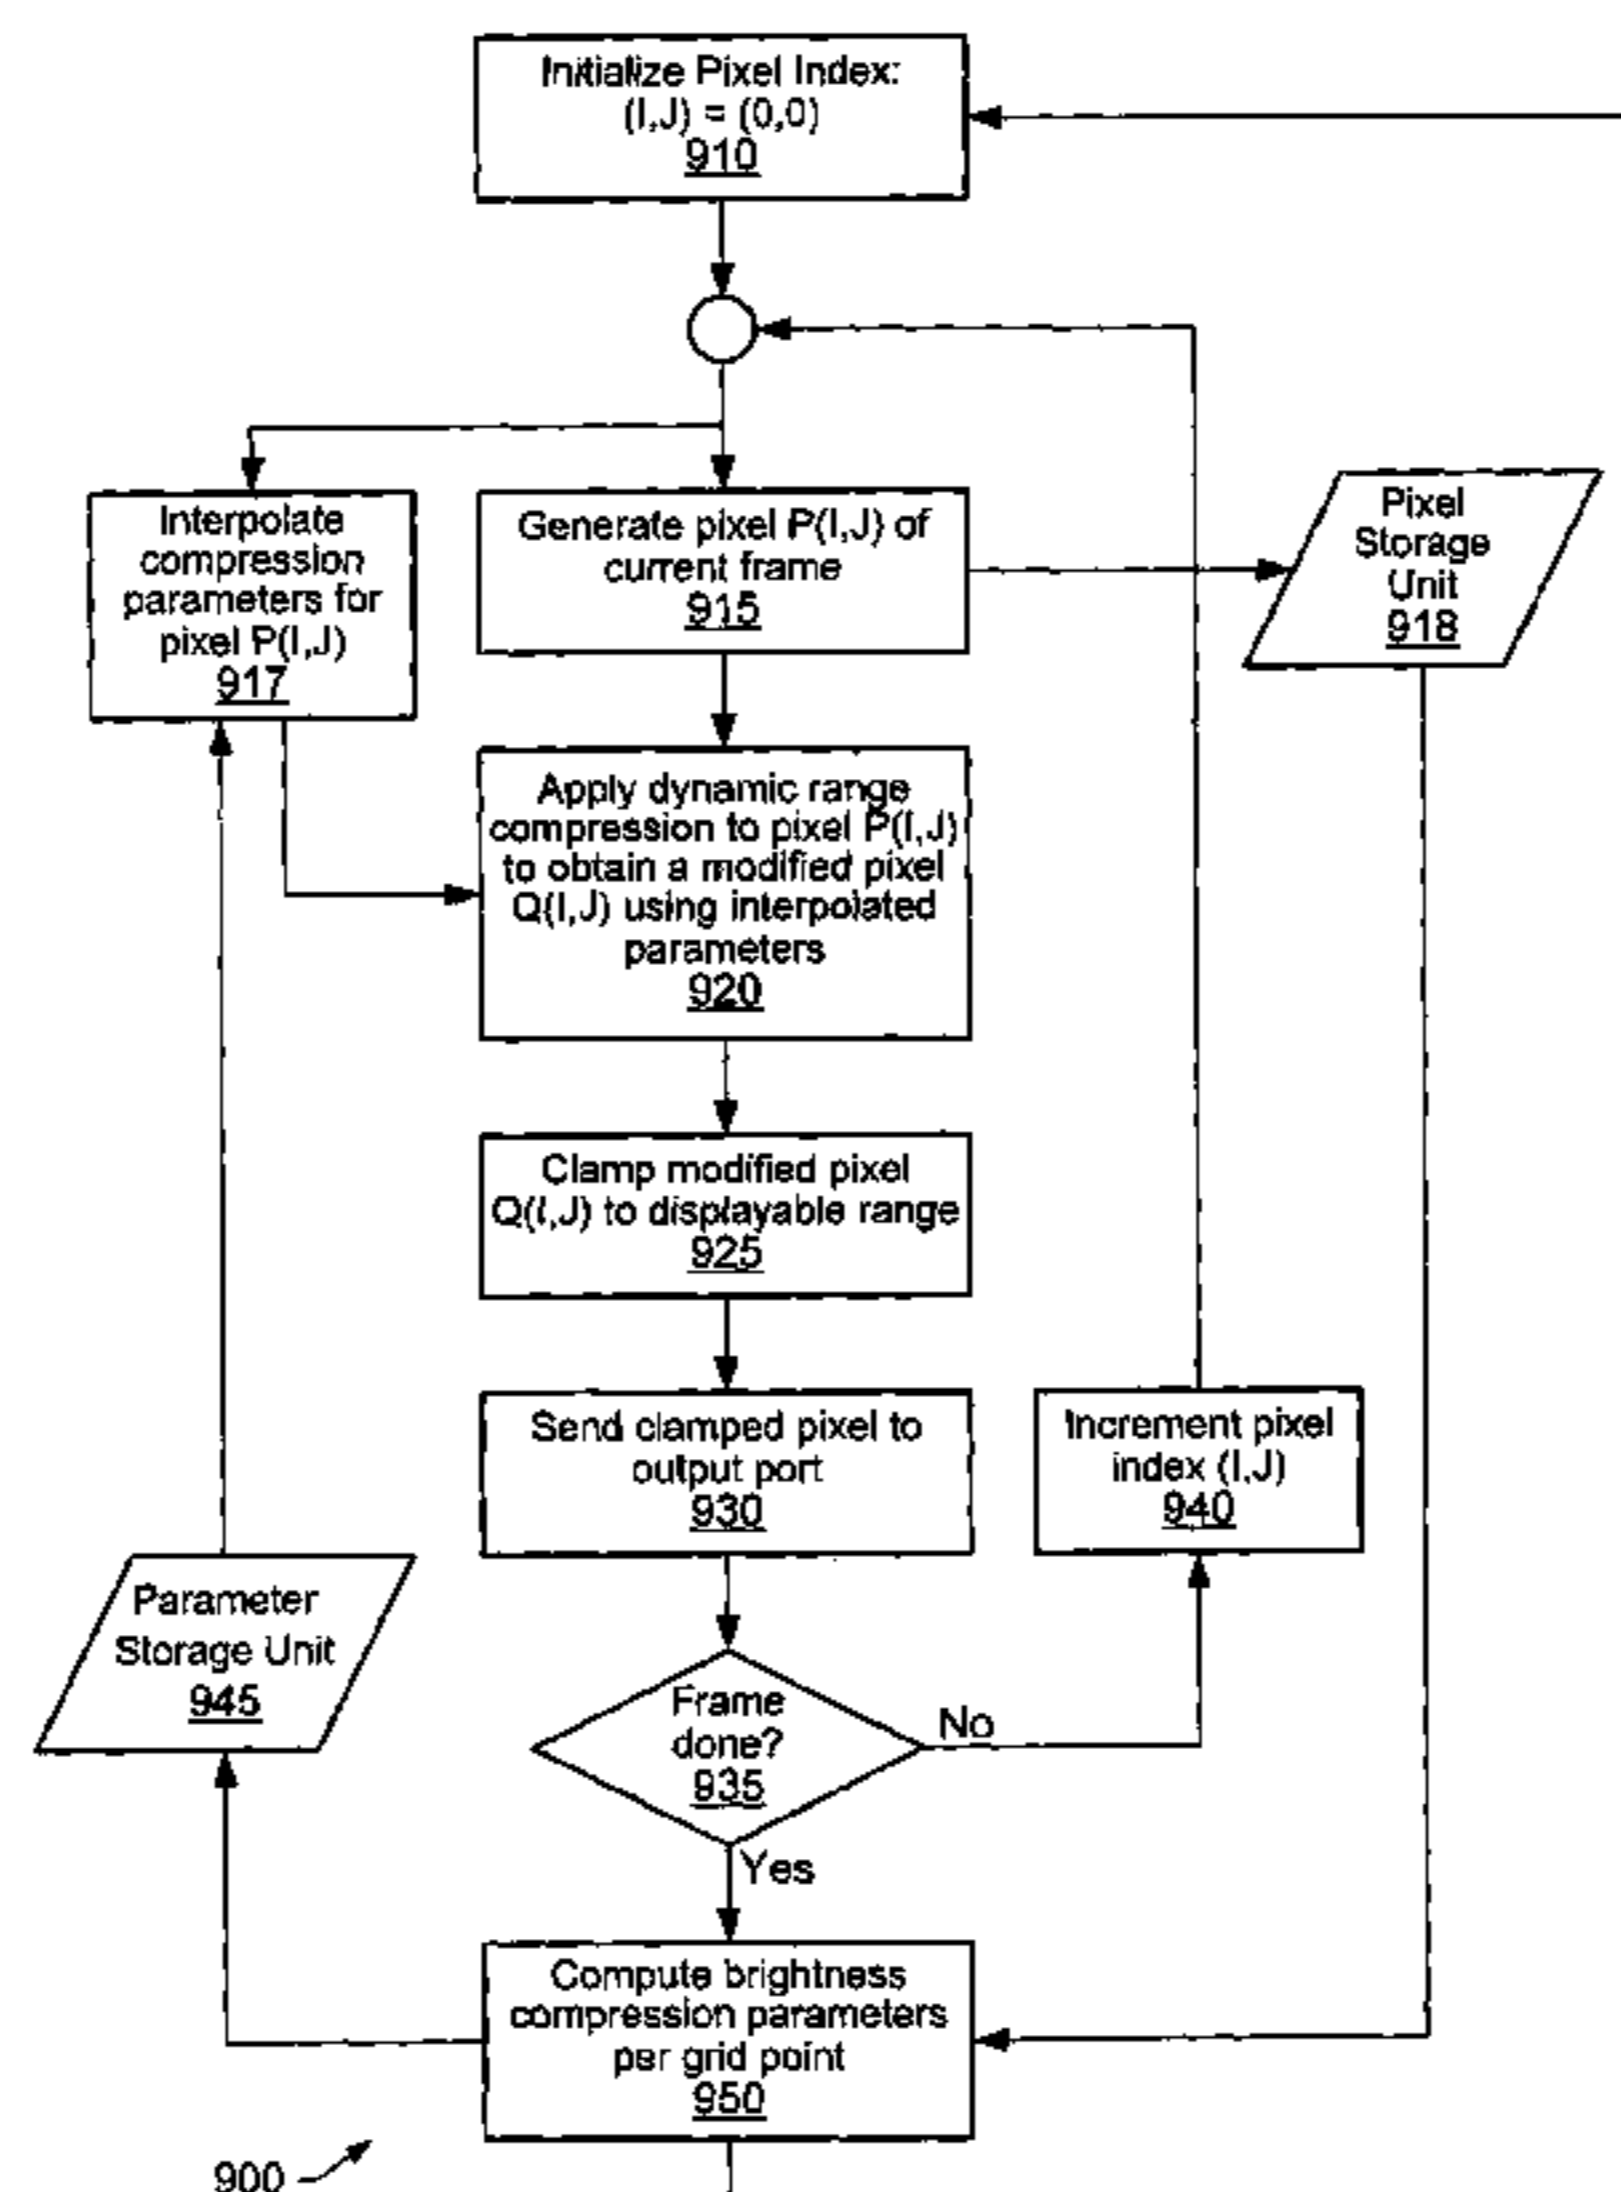 Initialize Pixel Index:
(I,J) = (0,0)
910
Interpolate
compression
parameters for
pixel P(I,J)
917
Generate pixel P(I,J) of
current frame
915
Pixel
Storage
Unit
918
Apply dynamic range
compression to pixel P(I,J)
to obtain a modified pixel
Q(I,J) using interpolated
parameters
920
Clamp modified pixel
Q(I,J) to displayable range
925
Send clamped pixel to
output port
930
Increment pixel
index (I,J)
940
Parameter
Storage Unit
945
Frame
done?
935
No
Yes
Compute brightness
compression parameters
per grid point
950
900